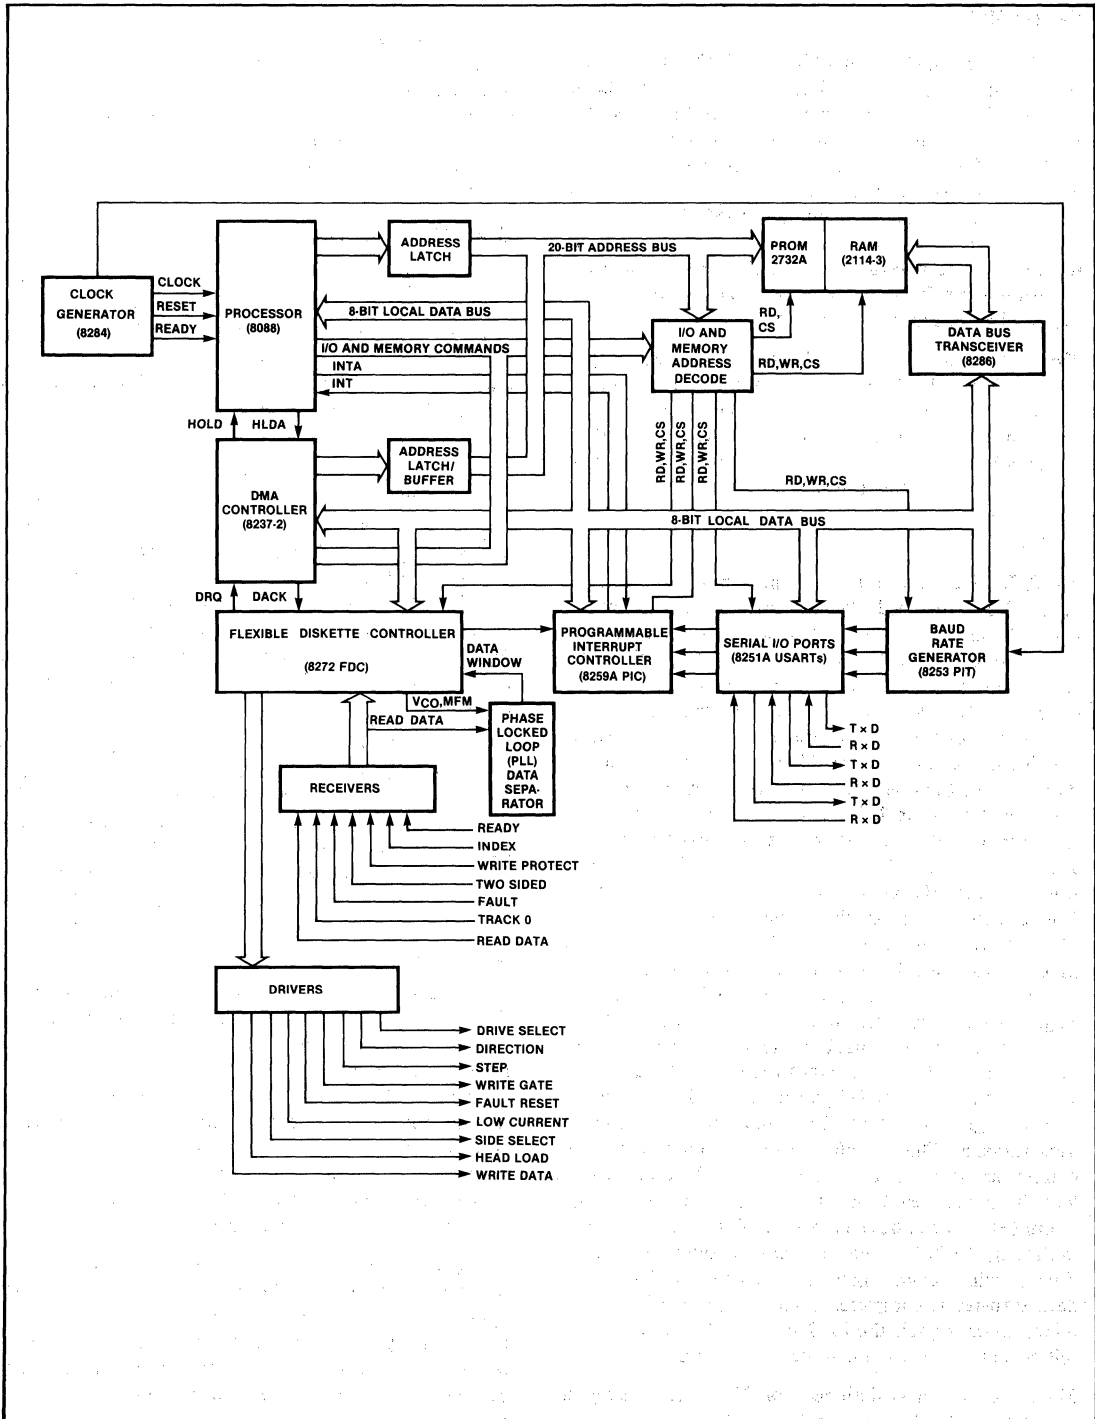 CLOCK
GENERATOR
(8284)
CLOCK
RESET
READY
PROCESSOR
(8088)
ADDRESS
LATCH
20-BIT ADDRESS BUS
PROM
2732A
RAM
(2114-3)
8-BIT LOCAL DATA BUS
I/O AND MEMORY COMMANDS
INTA
INT
I/O AND
MEMORY
ADDRESS
DECODE
RD,
CS
RD,WR,CS
DATA BUS
TRANSCEIVER
(8286)
HOLD
HLDA
DMA
CONTROLLER
(8237-2)
ADDRESS
LATCH/
BUFFER
RD,WR,CS
RD,WR,CS
RD,WR,CS
RD,WR,CS
8-BIT LOCAL DATA BUS
DRQ
DACK
FLEXIBLE DISKETTE CONTROLLER
(8272 FDC)
DATA
WINDOW
PROGRAMMABLE
INTERRUPT
CONTROLLER
(8259A PIC)
SERIAL I/O PORTS
(8251A USARTs)
BAUD
RATE
GENERATOR
(8253 PIT)
VCO,MFM
READ DATA
PHASE
LOCKED
LOOP
(PLL)
DATA
SEPA-
RATOR
T x D
R x D
T x D
R x D
T x D
R x D
RECEIVERS
READY
INDEX
WRITE PROTECT
TWO SIDED
FAULT
TRACK 0
READ DATA
DRIVERS
DRIVE SELECT
DIRECTION
STEP
WRITE GATE
FAULT RESET
LOW CURRENT
SIDE SELECT
HEAD LOAD
WRITE DATA